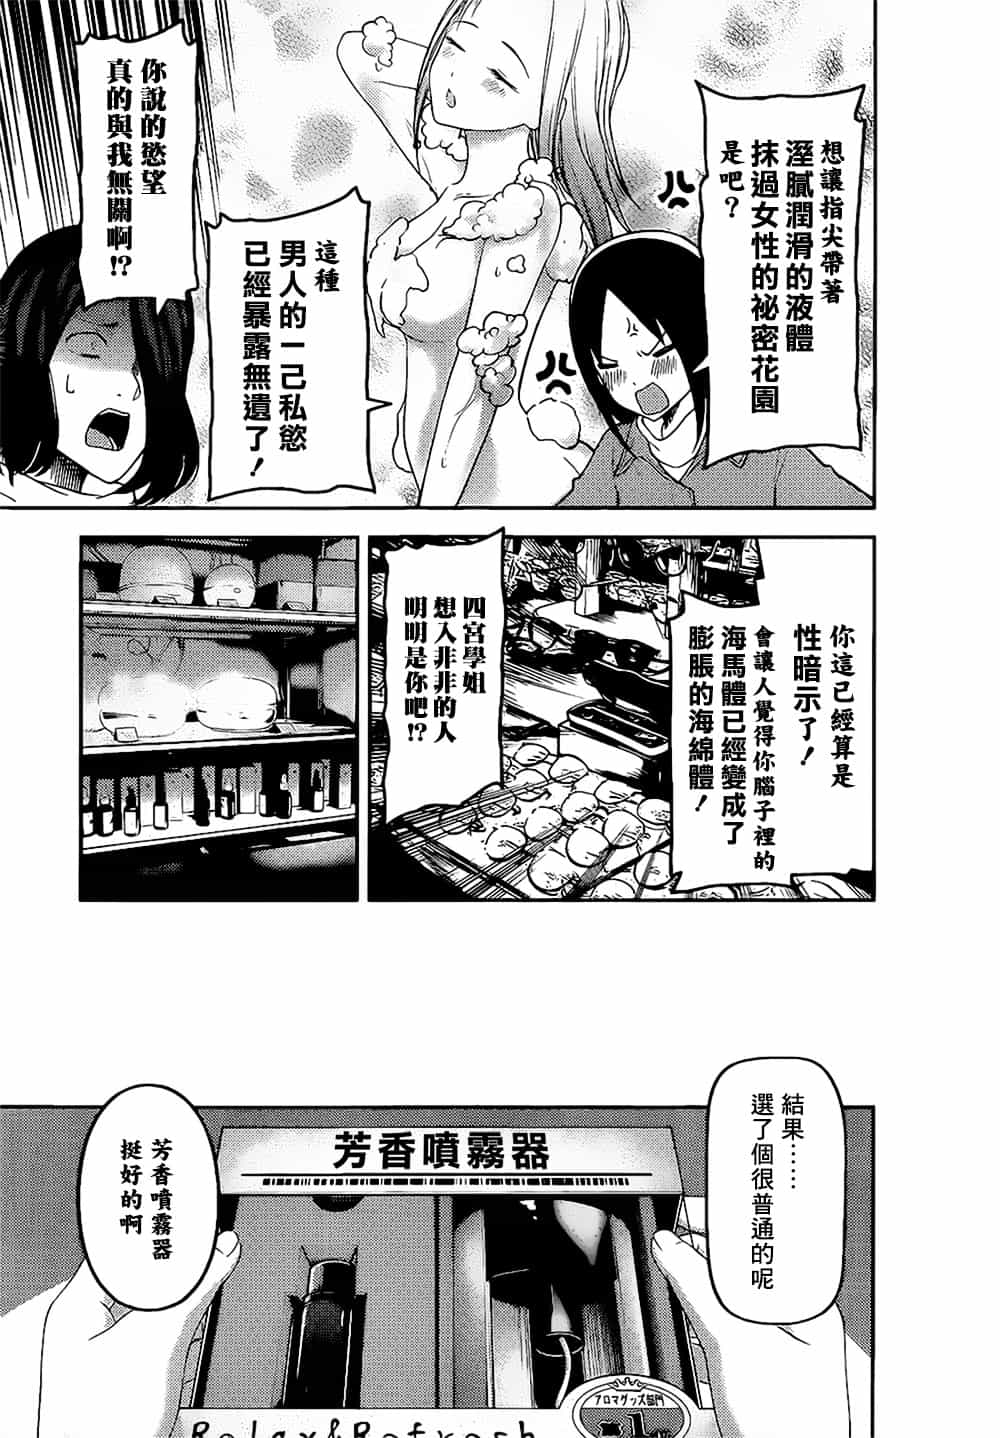 想讓指尖帶著
溼膩潤滑的液體
抹過女性的祕密花園
是吧？
這種
男人的一己私慾
已經暴露無遺了！
你說的慾望
真的與我無關啊!?
你這已經算是
性暗示了！
會讓人覺得你腦子裡的
海馬體已經變成了
膨脹的海綿體！
四宮學姐
想入非非的人
明明是你吧!?
結果……
選了個很普通的呢
芳香噴霧器
芳香噴霧器
挺好的啊
アロマグッズ部門
★1位
Relax&Refresh